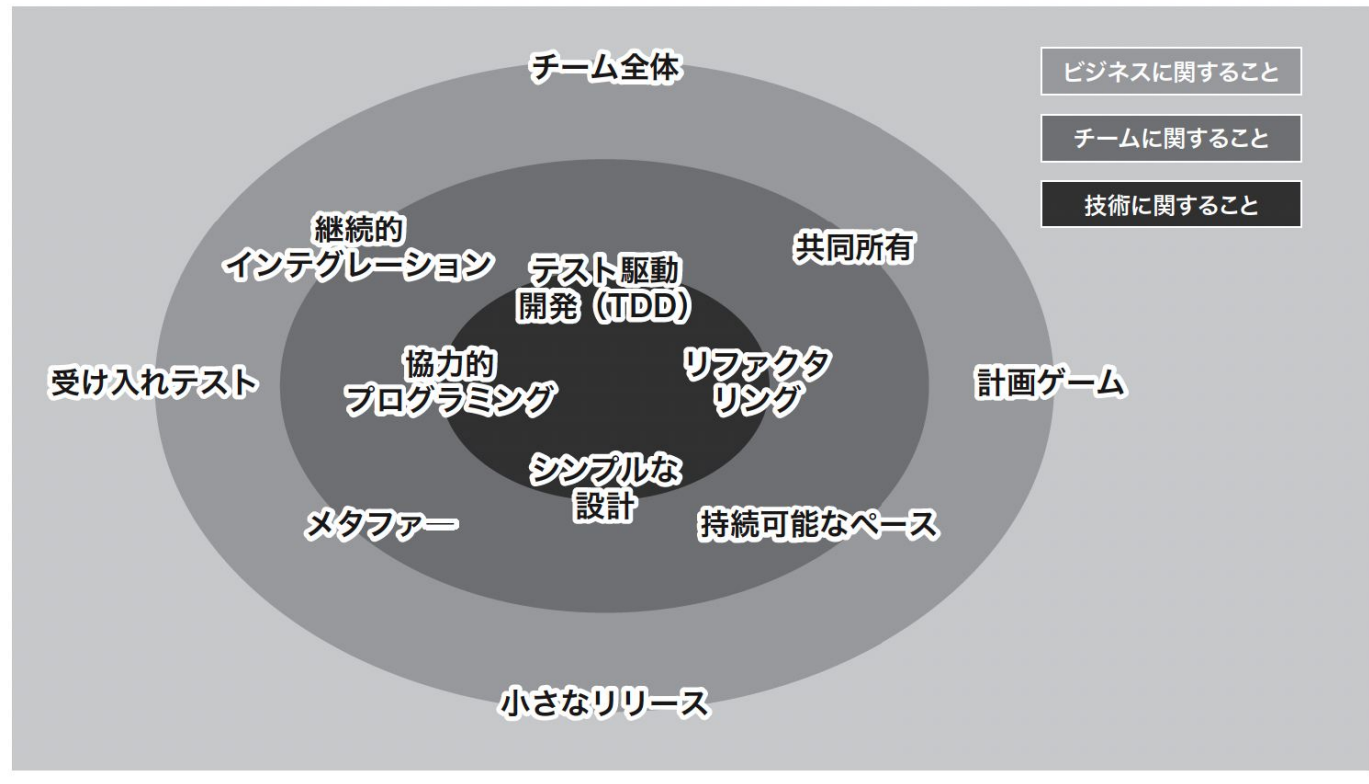 チーム全体
ビジネスに関すること
チームに関すること
技術に関すること
継続的
インテグレーション
共同所有
テスト駆動
開発（TDD）
協力的
プログラミング
リファクタ
リング
受け入れテスト
計画ゲーム
シンプルな
設計
メタファー
持続可能なペース
小さなリリース